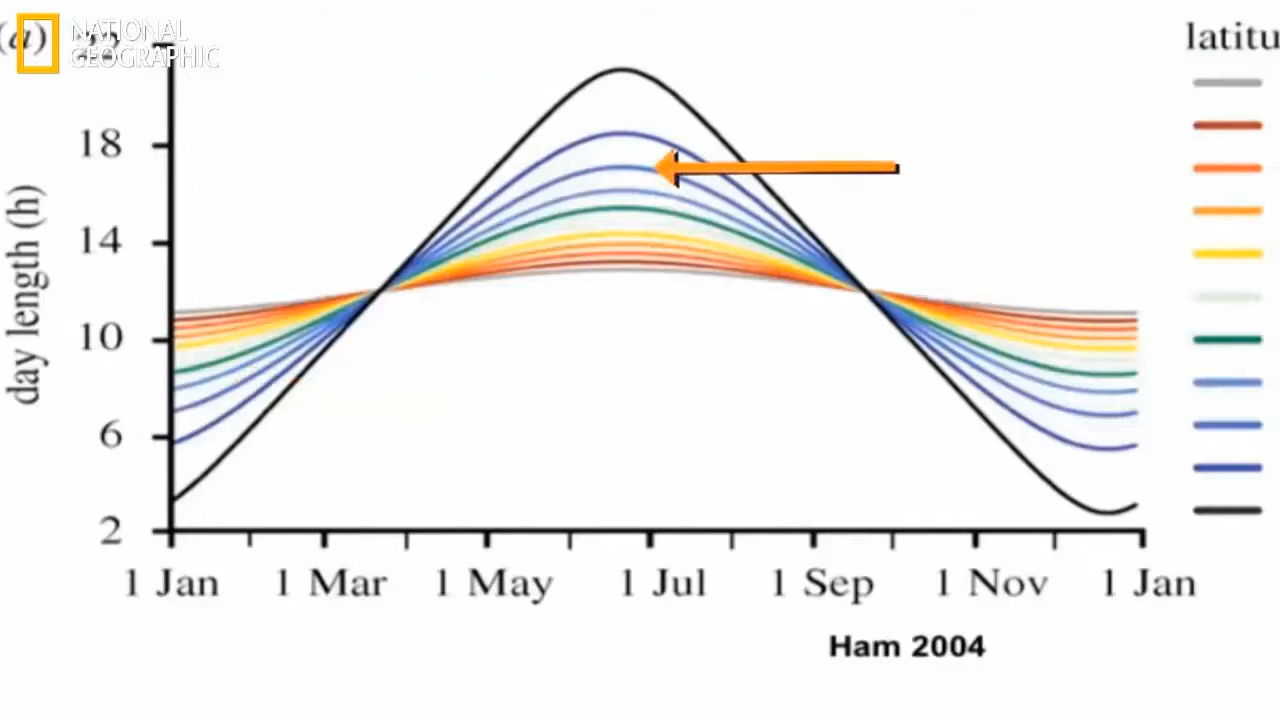 (a)
NATIONAL
GEOGRAPHIC
latitu
18
14
10
6
2
day length (h)
1 Jan 1 Mar 1 May 1 Jul 1 Sep 1 Nov 1 Jan
Ham 2004